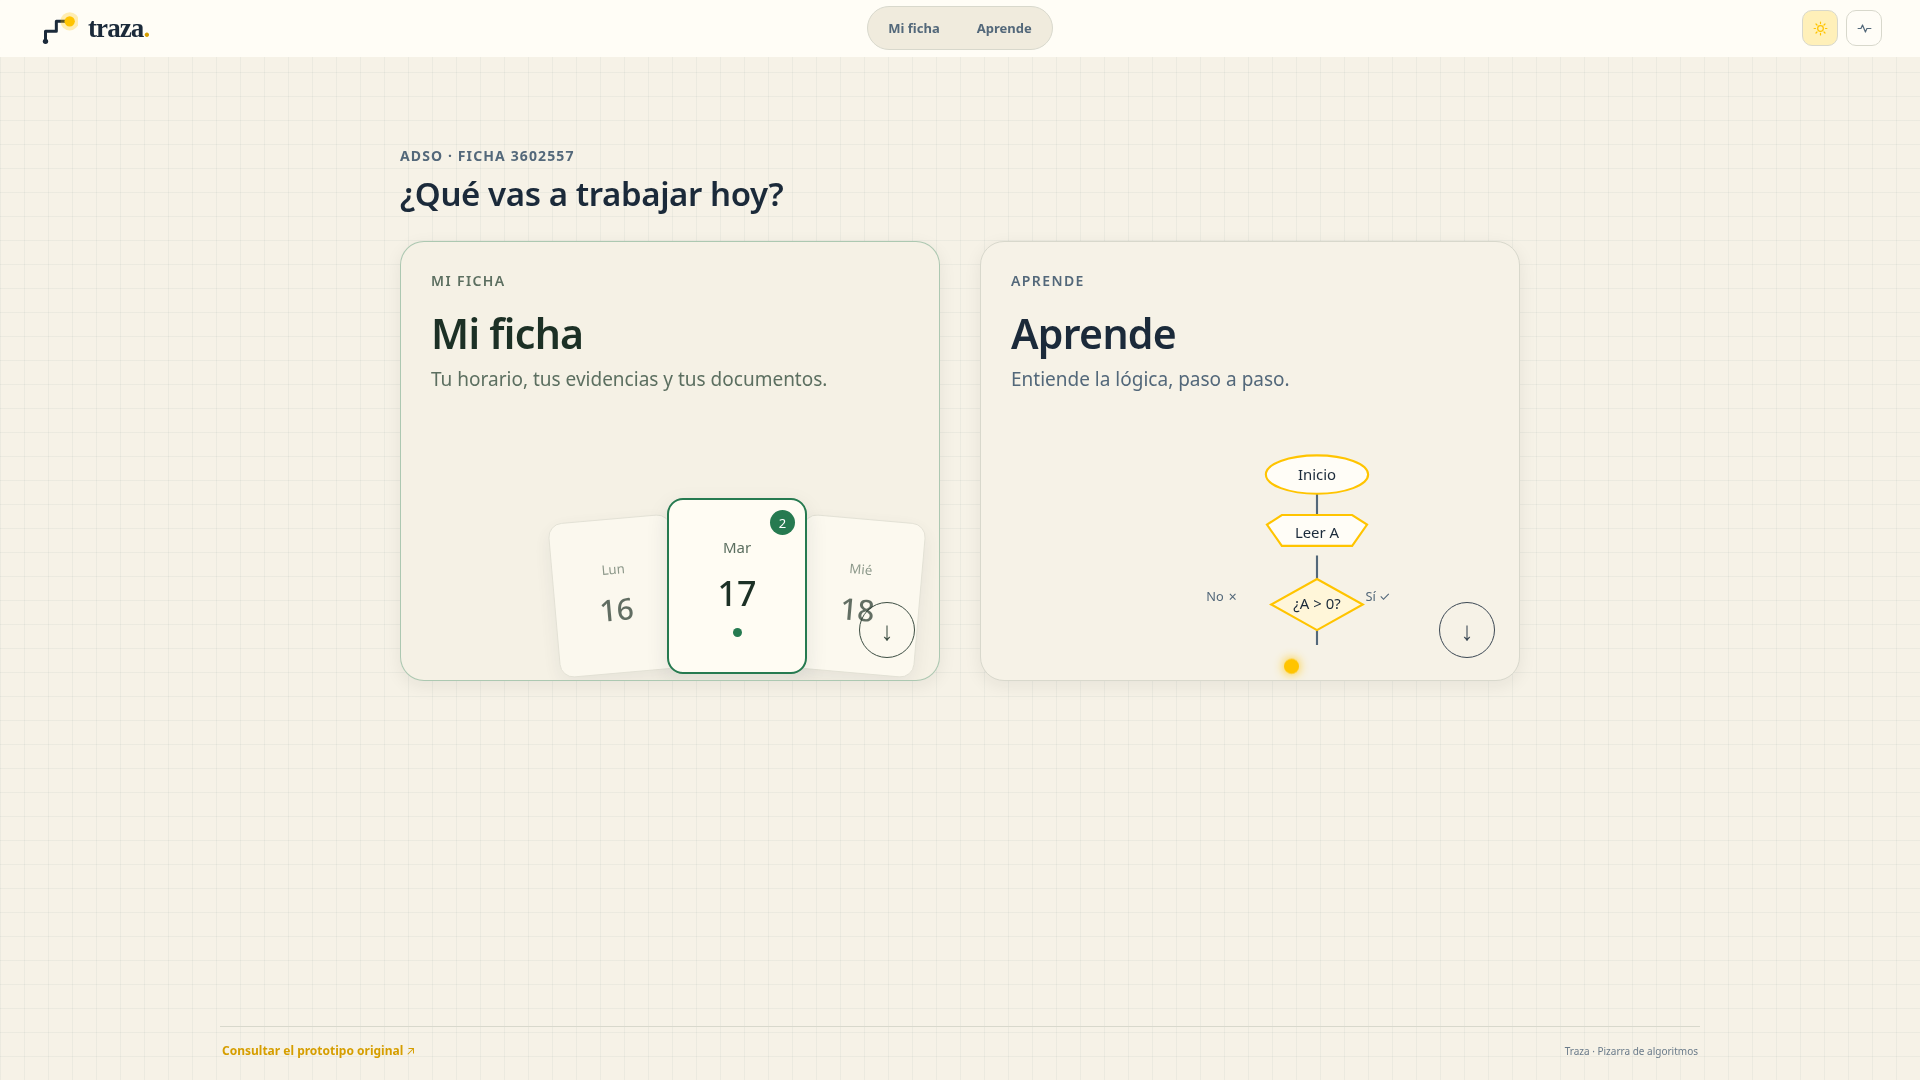 traza.
Mi ficha
Aprende
ADSO · FICHA 3602557
¿Qué vas a trabajar hoy?
MI FICHA
Mi ficha
Tu horario, tus evidencias y tus documentos.
Lun
16
2
Mar
17
Mié
18
↓
APRENDE
Aprende
Entiende la lógica, paso a paso.
Inicio
Leer A
No ×
¿A > 0?
Sí ✓
↓
Consultar el prototipo original ↗
Traza · Pizarra de algoritmos